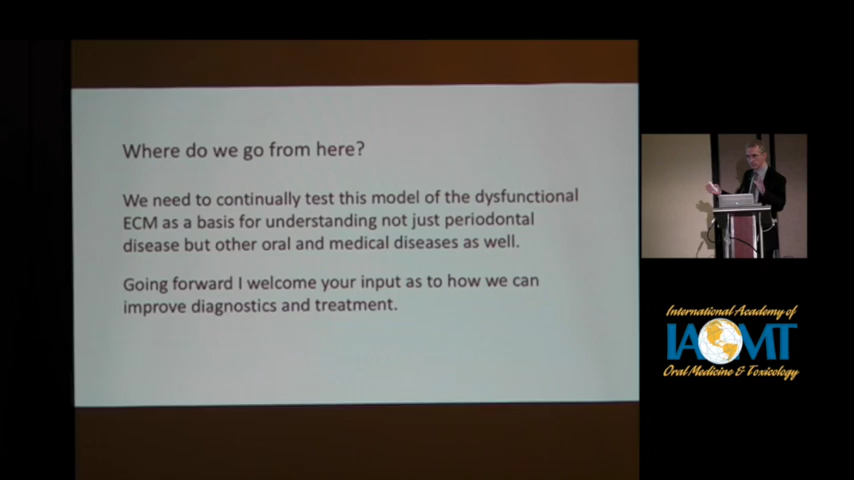 Where do we go from here?
We need to continually test this model of the dysfunctional
ECM as a basis for understanding not just periodontal
disease but other oral and medical diseases as well.
Going forward I welcome your input as to how we can
improve diagnostics and treatment.
International Academy of
IAOMT
Oral Medicine & Toxicology